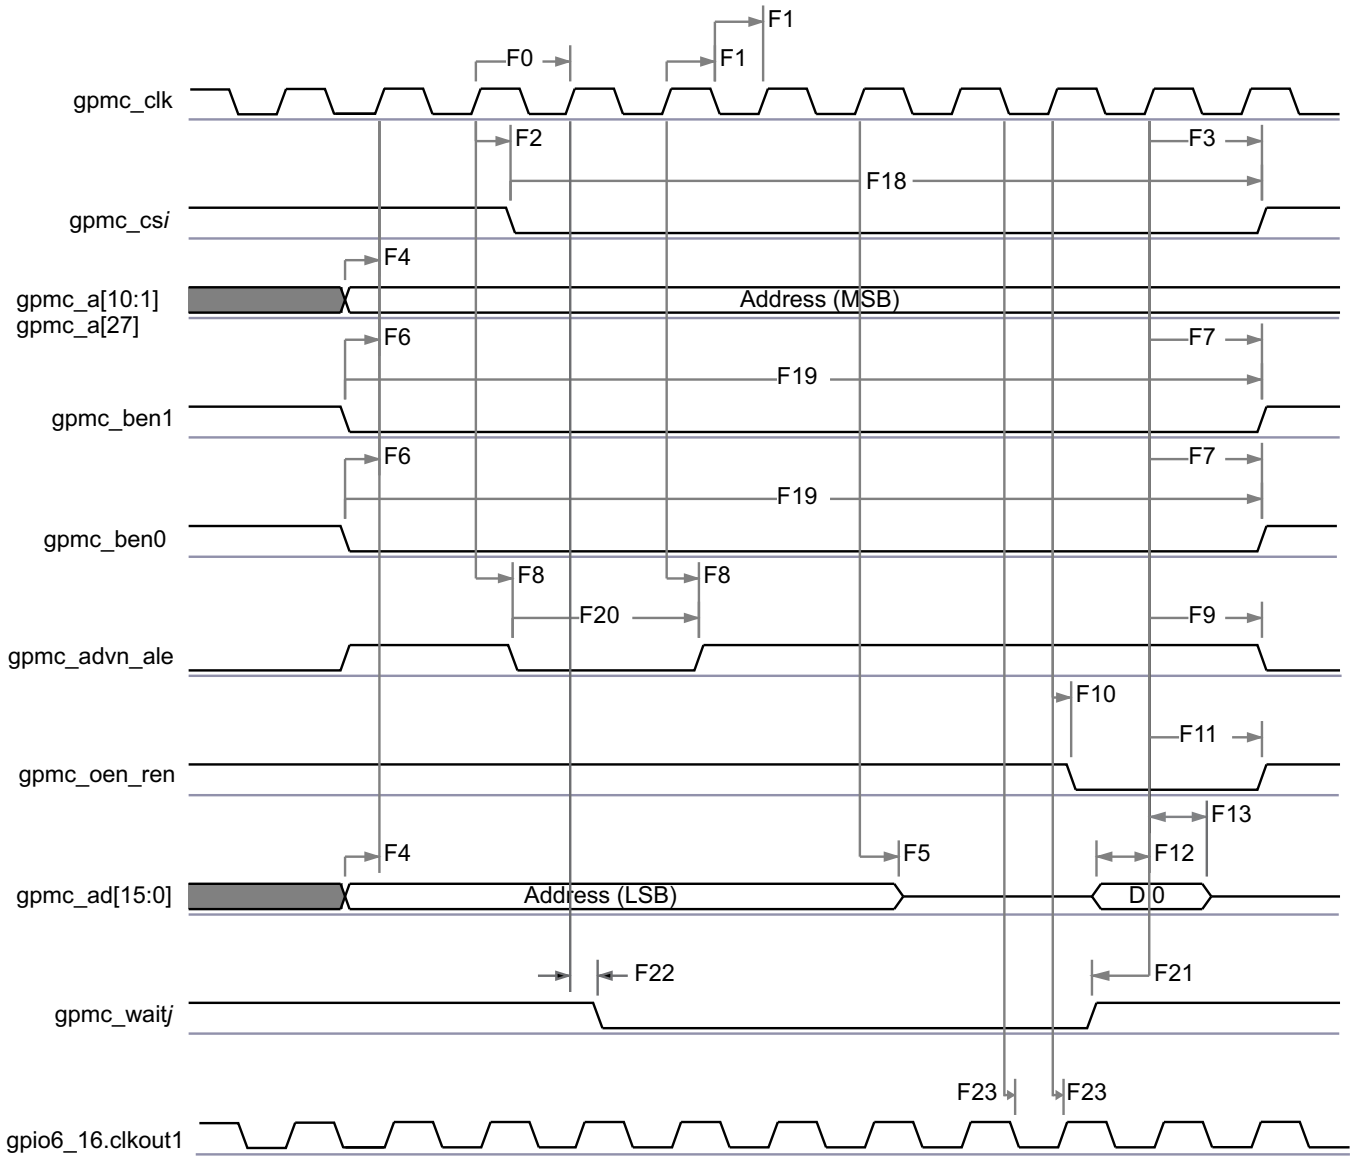 F1
F0
F1
gpmc_clk
F2
F3
F18
gpmc_csi
F4
gpmc_a[10:1]
Address (MSB)
gpmc_a[27]
F6
F7
F19
gpmc_ben1
F6
F7
F19
gpmc_ben0
F8
F8
F20
F9
gpmc_advn_ale
F10
F11
gpmc_oen_ren
F13
F4
F5
F12
gpmc_ad[15:0]
Address (LSB)
D 0
F22
F21
gpmc_waitj
F23
F23
gpio6_16.clkout1